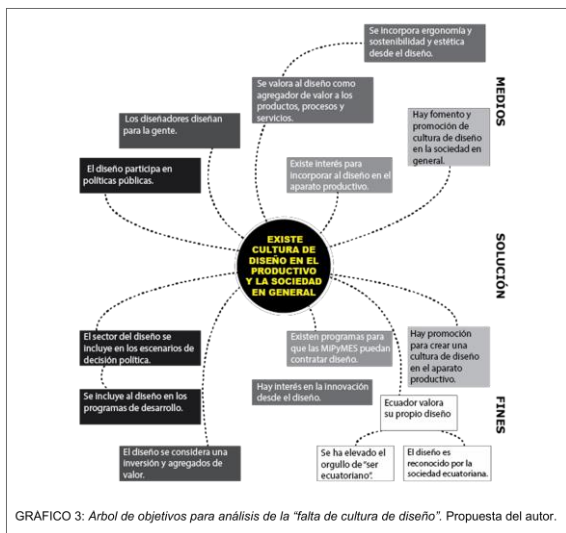 Se incorpora ergonomía y
sostenibilidad y estética
desde el diseño.
MEDIOS
Se valora al diseño como
agregador de valor a los
productos, procesos y
servicios.
Los diseñadores diseñan
para la gente.
Hay fomento y
promoción de
cultura de diseño
en la sociedad en
general.
El diseño participa en
políticas públicas.
Existe interés para
incorporar al diseño en el
aparato productivo.
EXISTE
CULTURA DE
DISEÑO EN EL
PRODUCTIVO
Y LA SOCIEDAD
EN GENERAL
SOLUCIÓN
El sector del diseño se
incluye en los escenarios de
decisión política.
Existen programas para
que las MIPyMES puedan
contratar diseño.
Hay promoción
para crear una
cultura de diseño
en el aparato
productivo.
Se incluye al diseño en los
programas de desarrollo.
Hay interés en la innovación
desde el diseño.
FINES
Ecuador valora
su propio diseño
El diseño se considera una
inversión y agregados de
valor.
Se ha elevado el
orgullo de "ser
ecuatoriano".
El diseño es
reconocido por la
sociedad ecuatoriana.
GRAFICO 3: Arbol de objetivos para análisis de la "falta de cultura de diseño". Propuesta del autor.